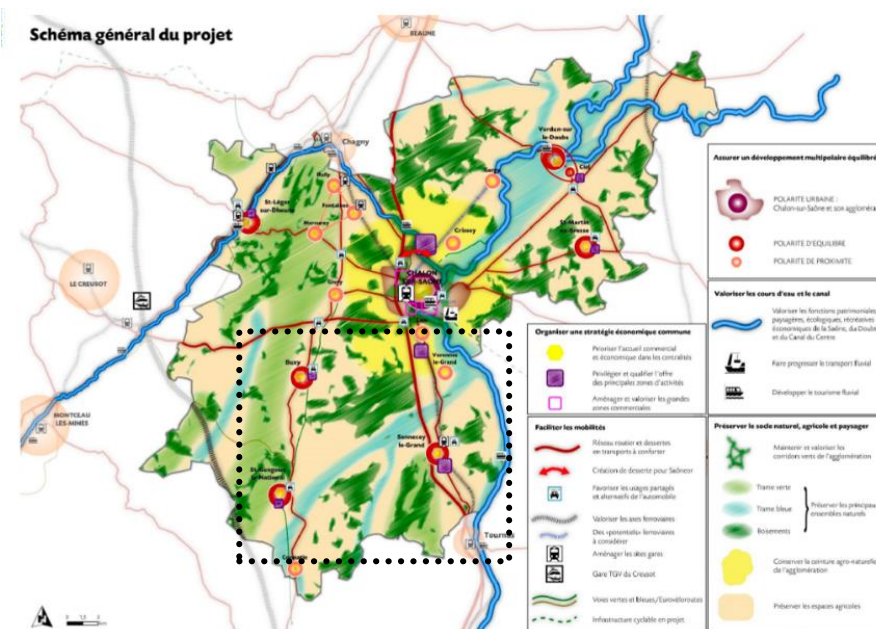 Schéma général du projet
BEAUNE
Chagny
Verdun-sur
le-Doubs
Ciel
Rully
Gergy
St-Léger
sur-Dheune
Fontaines
Mercurey
Crissey
St-Martin
en-Bresse
LE CREUSOT
Givry
CHALON
Varennes
le-Grand
Buxy
MONTCEAU
LES-MINES
Sennecey
le-Grand
St-Gengoux
le-National
Tournus
Cormatin
Assurer un développement multipolaire équilibré
POLARITE URBAINE :
Chalon-sur-Saône et son agglomérat
POLARITE D'EQUILIBRE
POLARITE DE PROXIMITE
Valoriser les cours d'eau et le canal
Valoriser les fonctions patrimoniales
paysagères, écologiques, récréatives
économiques de la Saône, du Doubs
et du Canal du Centre
Faire progresser le transport fluvial
Développer le tourisme fluvial
Organiser une stratégie économique commune
Prioriser l'accueil commercial
et économique dans les centralités
Privilégier et qualifier l'offre
des principales zones d'activités
Aménager et valoriser les grandes
zones commerciales
Faciliter les mobilités
Réseau routier et dessertes
en transports à conforter
Création de desserte pour Saôneor
Favoriser les usages partagés
et alternatifs de l'automobile
Valoriser les axes ferroviaires
Des «potentiels» ferroviaires
à considérer
Aménager les sites gares
Gare TGV du Creusot
Voies vertes et bleues/Eurovéloroutes
Infrastructure cyclable en projet
Préserver le socle naturel, agricole et paysager
Maintenir et valoriser les
corridors verts de l'agglomération
Trame verte
Trame bleue
Boisements
Préserver les principaux
ensembles naturels
Conserver la ceinture agro-naturelle
de l'agglomération
Préserver les espaces agricoles